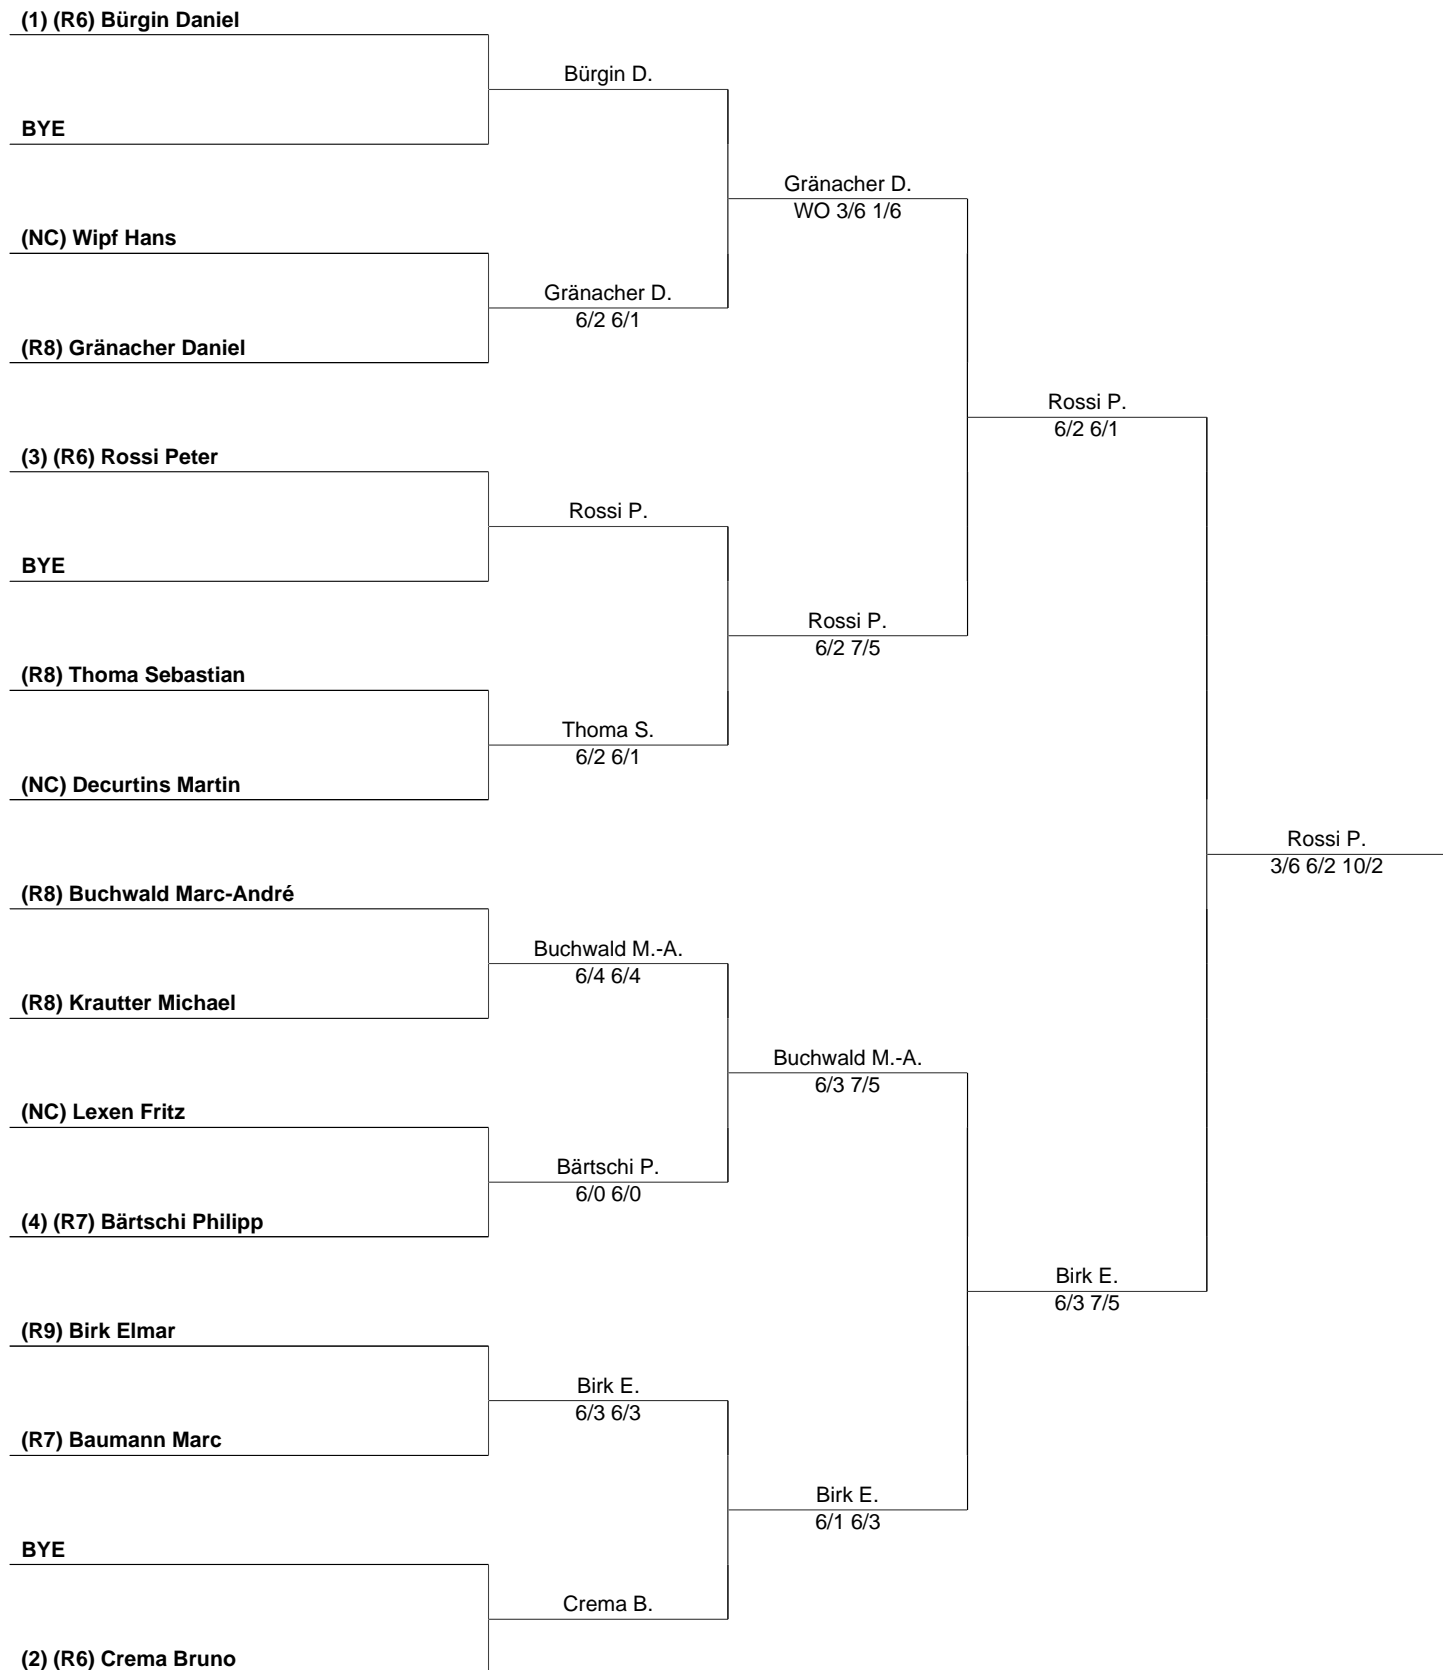 (1) (R6) Bürgin Daniel
Bürgin D.
BYE
Gränacher D.
WO 3/6 1/6
(NC) Wipf Hans
Gränacher D.
6/2 6/1
(R8) Gränacher Daniel
Rossi P.
6/2 6/1
(3) (R6) Rossi Peter
Rossi P.
BYE
Rossi P.
6/2 7/5
(R8) Thoma Sebastian
Thoma S.
6/2 6/1
(NC) Decurtins Martin
Rossi P.
3/6 6/2 10/2
(R8) Buchwald Marc-André
Buchwald M.-A.
6/4 6/4
(R8) Krautter Michael
Buchwald M.-A.
6/3 7/5
(NC) Lexen Fritz
Bärtschi P.
6/0 6/0
(4) (R7) Bärtschi Philipp
Birk E.
6/3 7/5
(R9) Birk Elmar
Birk E.
6/3 6/3
(R7) Baumann Marc
Birk E.
6/1 6/3
BYE
Crema B.
(2) (R6) Crema Bruno